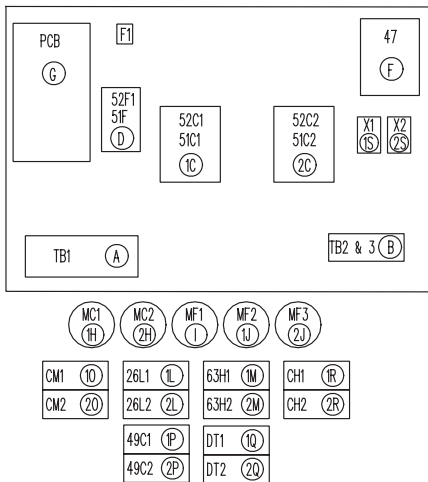 PCB
F1
47
G
F
52F1
51F
D
52C1
51C1
1C
52C2
51C2
2C
X1
1S
X2
2S
TB1 A
TB2 & 3 B
MC1
1H
MC2
2H
MF1
I
MF2
1J
MF3
2J
CM1 10
CM2 20
26L1 1L
26L2 2L
63H1 1M
63H2 2M
CH1 1R
CH2 2R
49C1 1P
49C2 2P
DT1 1Q
DT2 2Q